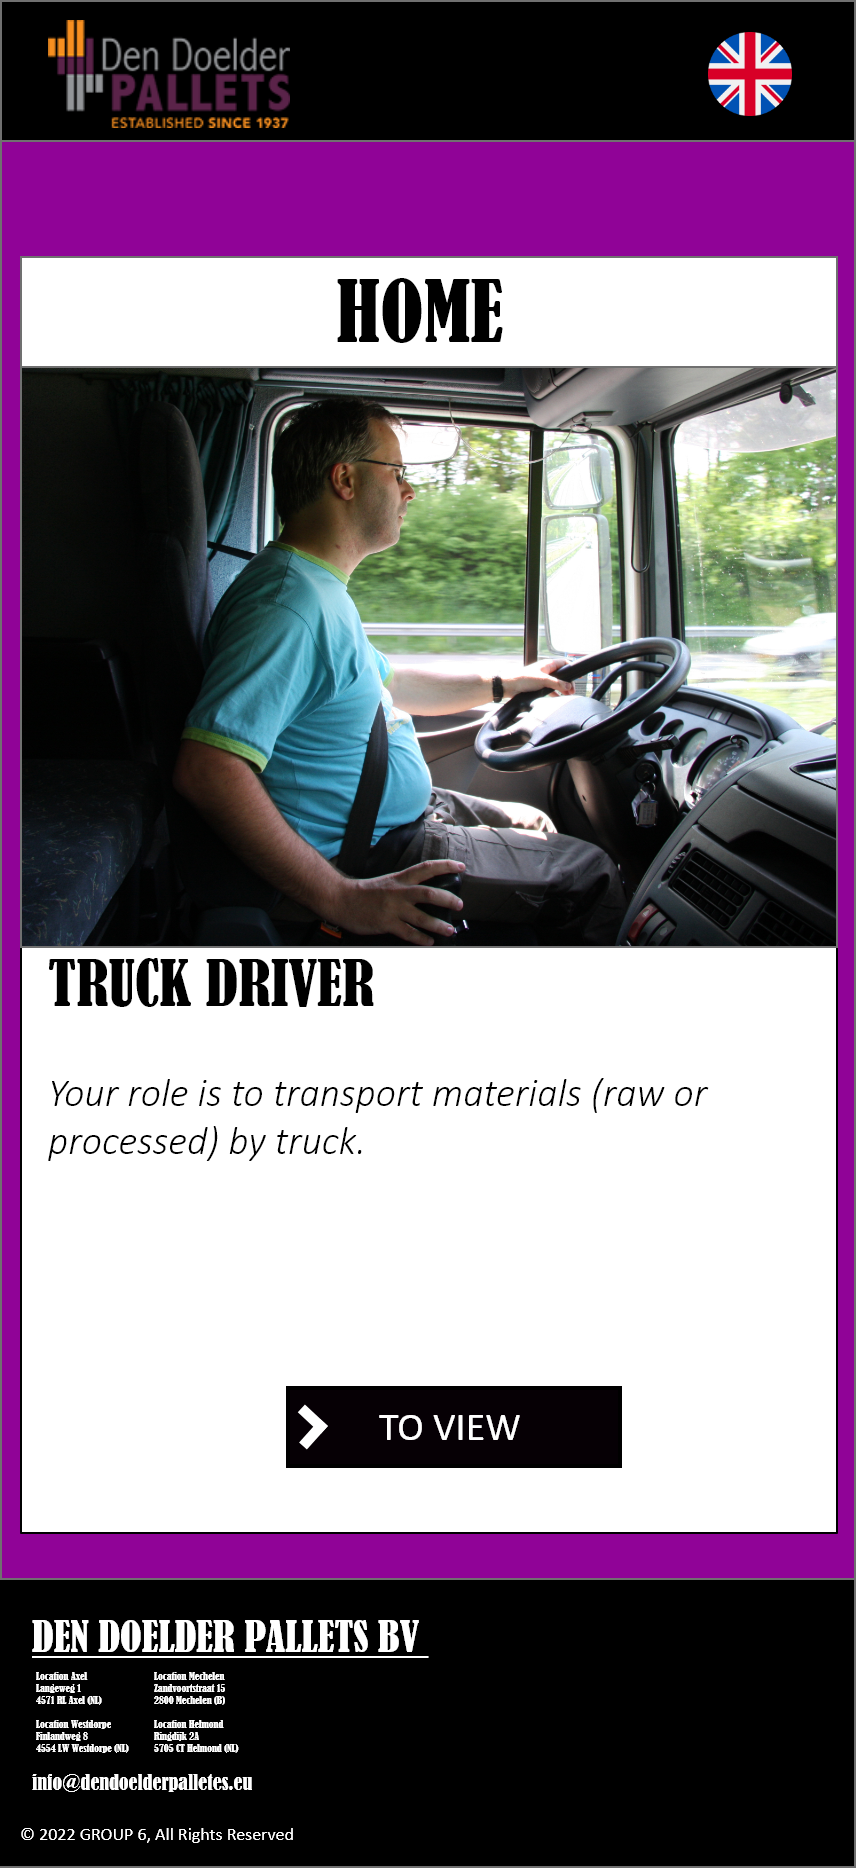 Den Doelder
PALLETS
ESTABLISHED SINCE 1937
HOME
TRUCK DRIVER
Your role is to transport materials (raw or
processed) by truck.
TO VIEW
DEN DOELDER PALLETS BV
Location Axel
Langeweg 1
4571 RL Axel (NL)
Location Mechelen
Zandvoortstraat 15
2800 Mechelen (B)
Location Westdorpe
Finlandweg 8
4554 LW Westdorpe (NL)
Location Helmond
Ringdijk 2A
5705 CT Helmond (NL)
info@dendoelderpalletes.eu
© 2022 GROUP 6, All Rights Reserved